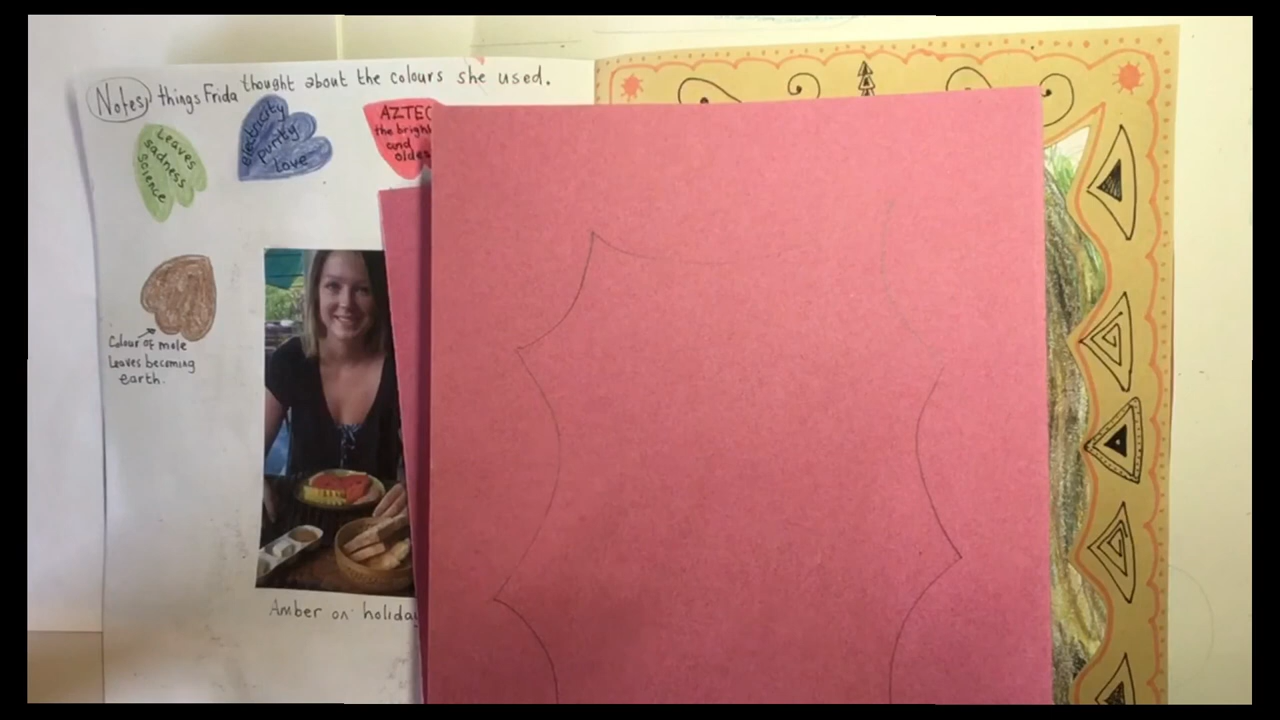 Notes, things Frida thought about the colours she used.
Leaves
sadness
science
Electricity
purity
love
AZTEC
the bright
and
oldes
Colour of mole
leaves becoming
earth.
Amber on holiday